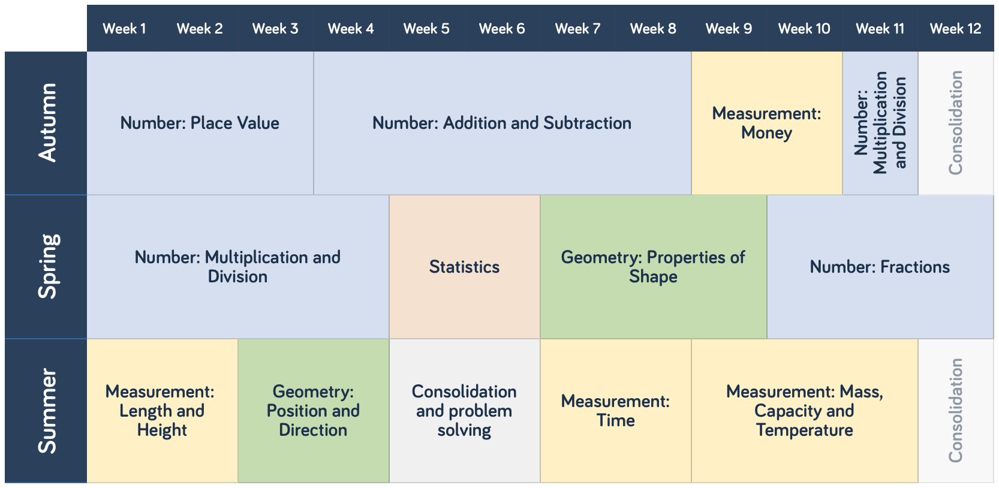 Week 1 Week 2 Week 3 Week 4 Week 5 Week 6 Week 7 Week 8 Week 9 Week 10 Week 11 Week 12
Autumn
Number: Place Value
Number: Addition and Subtraction
Measurement:
Money
Number:
Multiplication
and Division
Consolidation
Spring
Number: Multiplication and
Division
Statistics
Geometry: Properties of
Shape
Number: Fractions
Summer
Measurement:
Length and
Height
Geometry:
Position and
Direction
Consolidation
and problem
solving
Measurement:
Time
Measurement: Mass,
Capacity and
Temperature
Consolidation